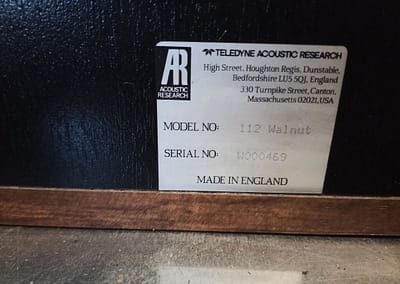 AR
ACOUSTIC
RESEARCH
TELEDYNE ACOUSTIC RESEARCH
High Street, Houghton Regis, Dunstable,
Bedfordshire LU5 5QJ, England
330 Turnpike Street, Canton,
Massachusetts 02021, USA
MODEL NO: 112 Walnut
SERIAL NO: W000469
MADE IN ENGLAND